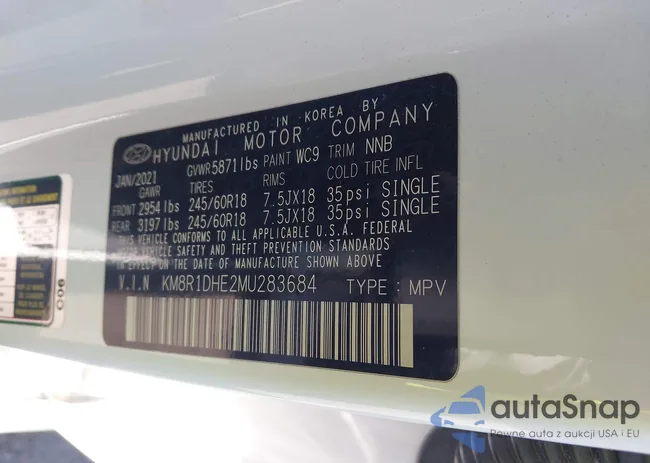 MANUFACTURED IN KOREA BY
HYUNDAI MOTOR COMPANY
JAN/2021 GVWR 5871lbs PAINT WC9 TRIM NNB
GAWR TIRES RIMS COLD TIRE INFL
FRONT 2954lbs 245/60R18 7.5JX18 35psi SINGLE
REAR 3197lbs 245/60R18 7.5JX18 35psi SINGLE
THIS VEHICLE CONFORMS TO ALL APPLICABLE U.S.A. FEDERAL
MOTOR VEHICLE SAFETY AND THEFT PREVENTION STANDARDS
IN EFFECT ON THE DATE OF MANUFACTURE SHOWN ABOVE
V.I.N KM8R1DHE2MU283684 TYPE : MPV
C06
autaSnap
Pewne auta z aukcji USA i EU